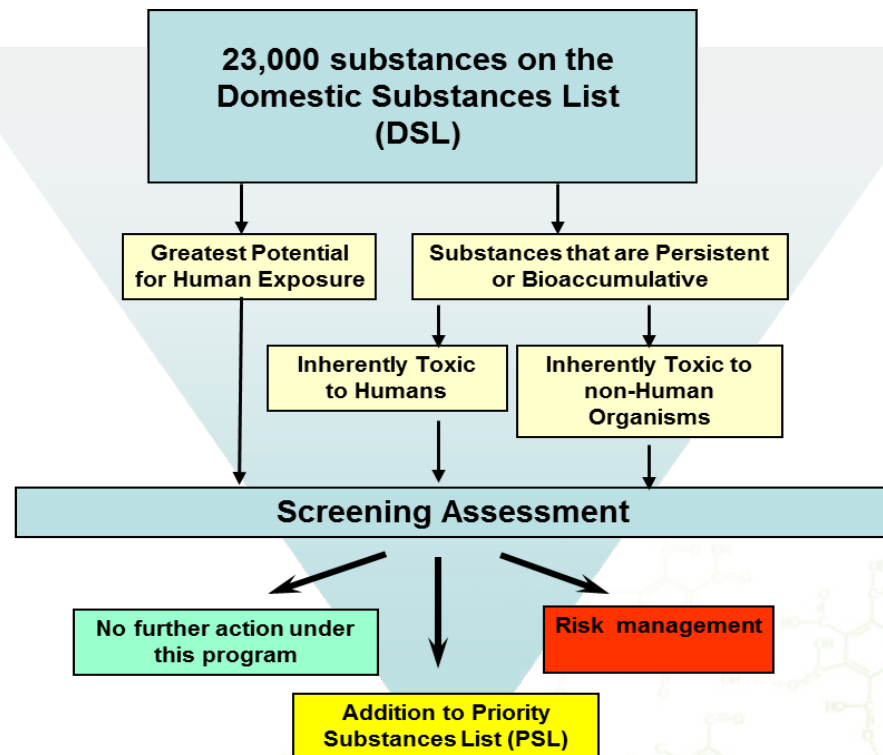 23,000 substances on the
Domestic Substances List
(DSL)
Greatest Potential
for Human Exposure
Substances that are Persistent
or Bioaccumulative
Inherently Toxic
to Humans
Inherently Toxic to
non-Human
Organisms
Screening Assessment
No further action under
this program
Risk management
Addition to Priority
Substances List (PSL)